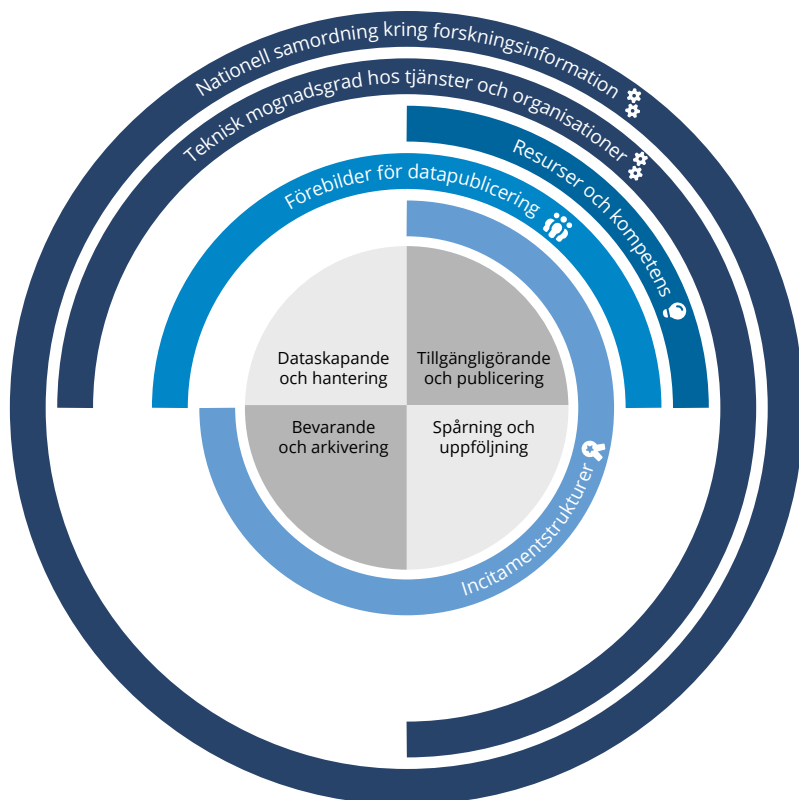 Nationell samordning kring forskningsinformation
Teknisk mognadsgrad hos tjänster och organisationer
Resurser och kompetens
Förebilder för datapublicering
Dataskapande
och hantering
Tillgängligörande
och publicering
Bevarande
och arkivering
Spårning och
uppföljning
Incitamentstrukturer